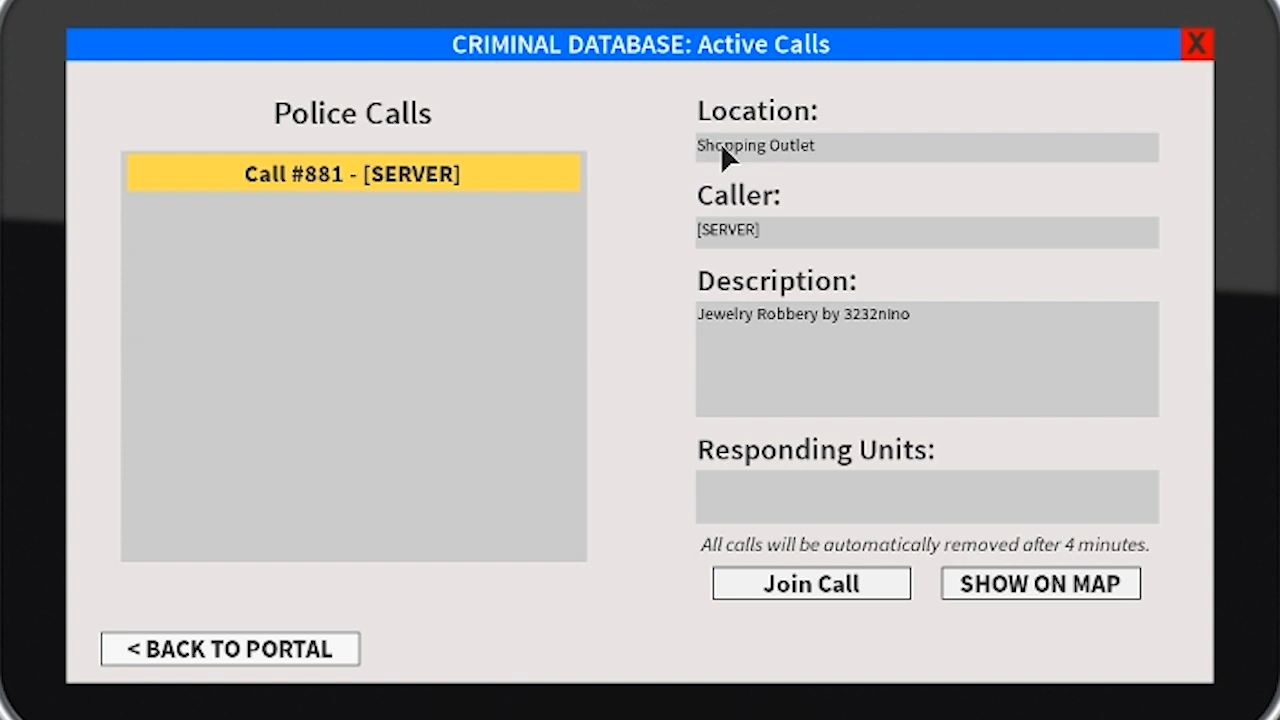 CRIMINAL DATABASE: Active Calls
X
Police Calls
Call #881 - [SERVER]
Location:
Shopping Outlet
Caller:
[SERVER]
Description:
Jewelry Robbery by 3232nino
Responding Units:
All calls will be automatically removed after 4 minutes.
Join Call
SHOW ON MAP
< BACK TO PORTAL